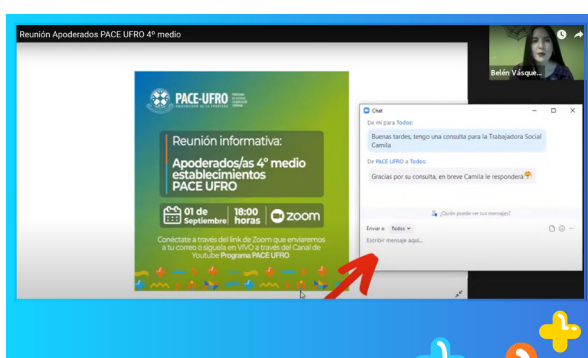 Reunión Apoderados PACE UFRO 4º medio
Belén Vásque...
PACE-UFRO
Reunión informativa:
Apoderados/as 4° medio
establecimientos
PACE UFRO
01 de
Septiembre
18:00
horas
zoom
Conéctate a través del link de Zoom que enviaremos
a tu correo ó síguela en VIVO a través del Canal de
Youtube Programa PACE UFRO
Chat
De mí para Todos:
Buenas tardes, tengo una consulta para la Trabajadora Social
Camila
De PACE UFRO a Todos:
Gracias por su consulta, en breve Camila le responderá
¿Quién puede ver sus mensajes?
Enviar a: Todos
Escribir mensaje aquí...